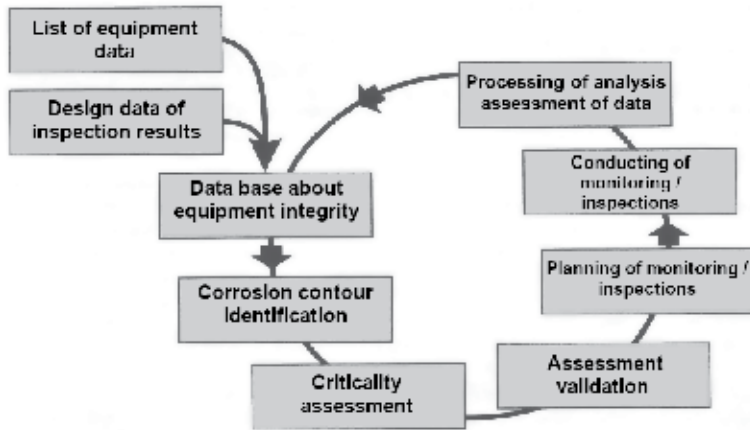 List of equipment
data
Design data of
inspection results
Data base about
equipment integrity
Corrosion contour
identification
Criticality
assessment
Assessment
validation
Planning of monitoring /
inspections
Conducting of
monitoring /
inspections
Processing of analysis
assessment of data